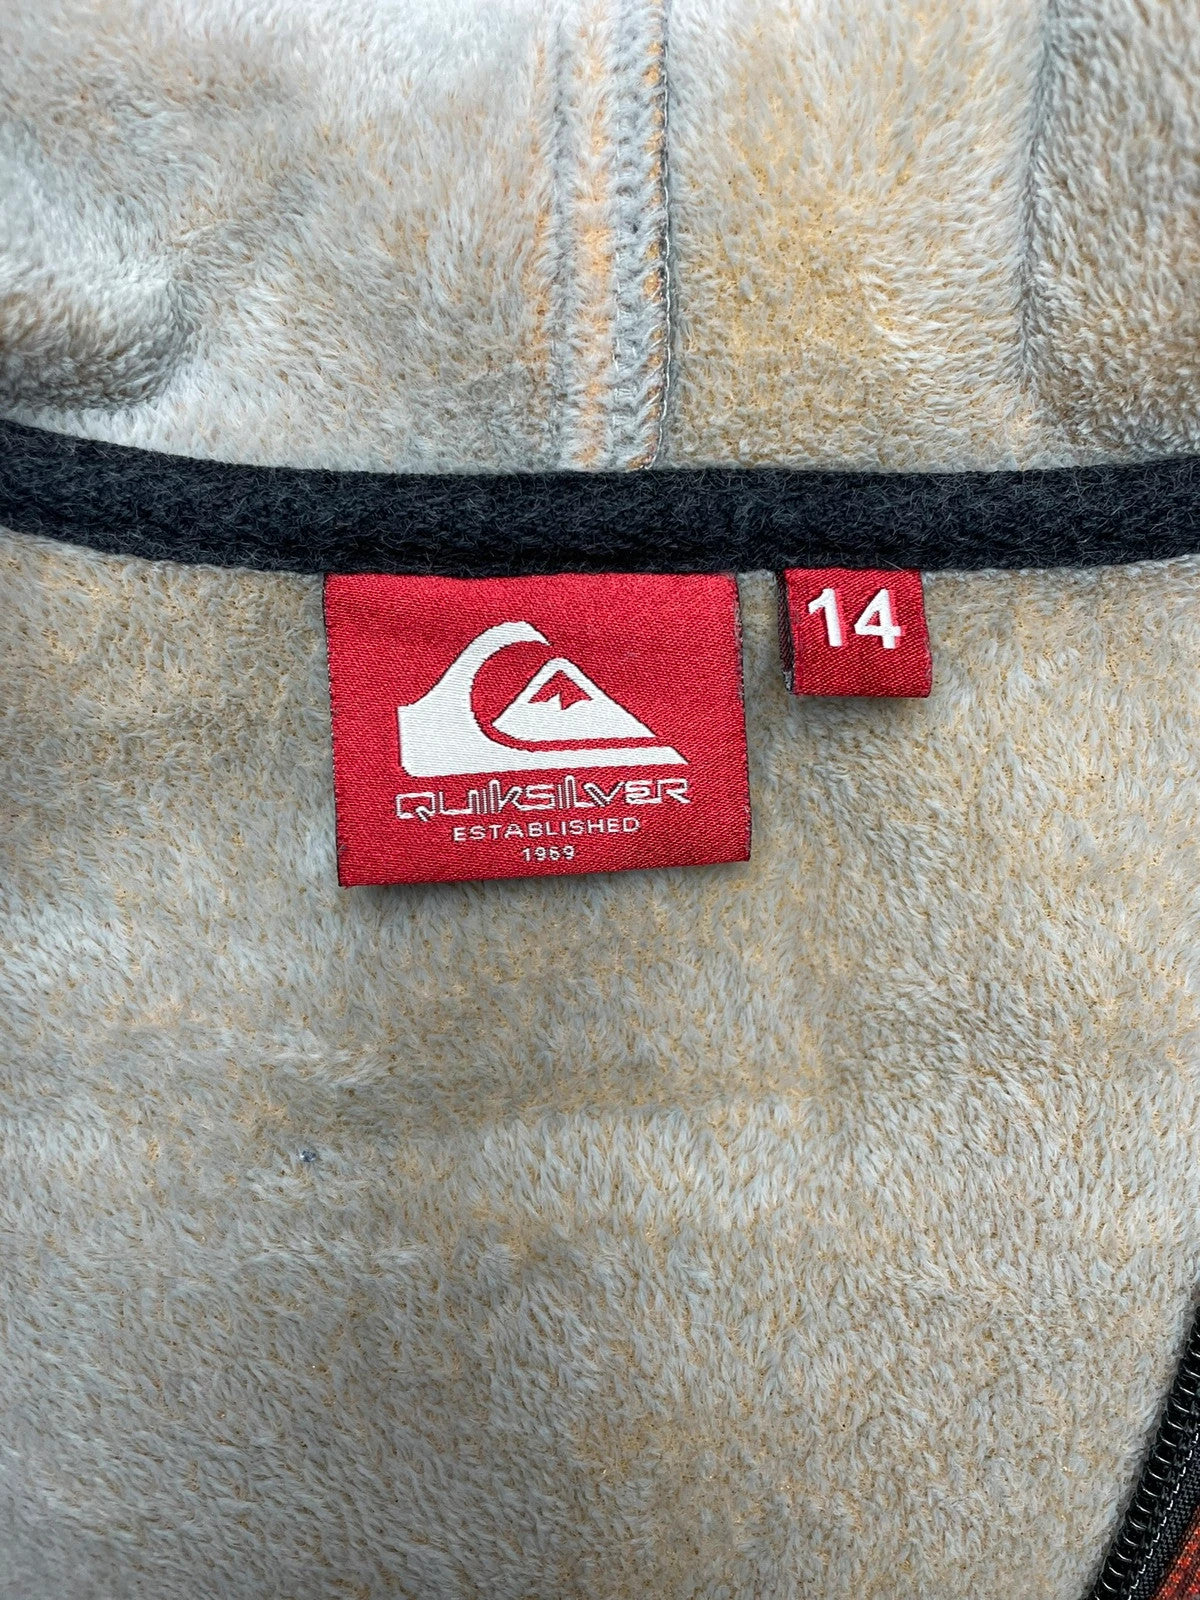 QUIKSILVER
ESTABLISHED
1969
14